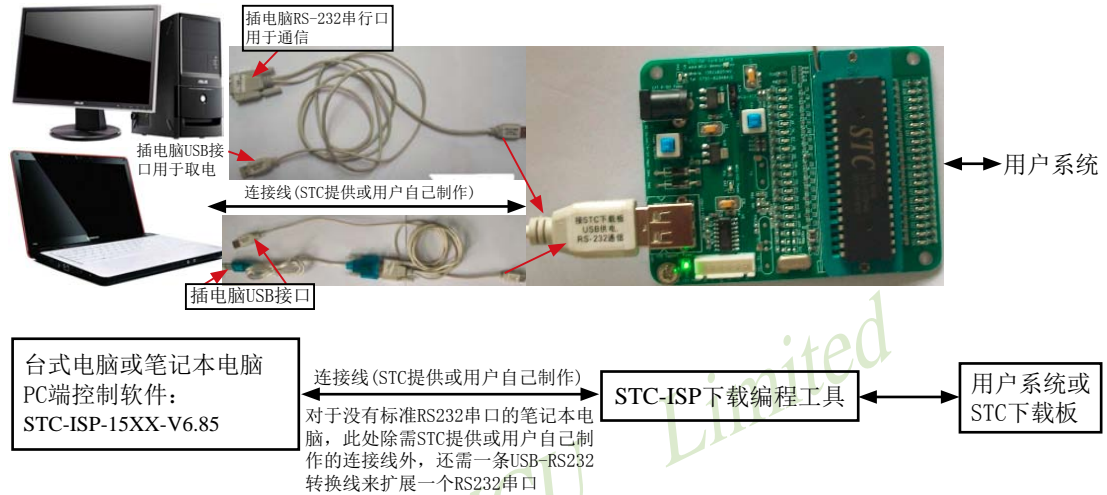 插电脑RS-232串行口
用于通信
插电脑USB接
口用于取电
连接线(STC提供或用户自己制作)
接STC下载板
USB供电
RS-232通信
STC
用户系统
插电脑USB接口
台式电脑或笔记本电脑
PC端控制软件:
STC-ISP-15XX-V6.85
连接线(STC提供或用户自己制作)
对于没有标准RS232串口的笔记本电
脑，此处除需STC提供或用户自己制
作的连接线外，还需一条USB-RS232
转换线来扩展一个RS232串口
STC-ISP下载编程工具
用户系统或
STC下载板
Limited